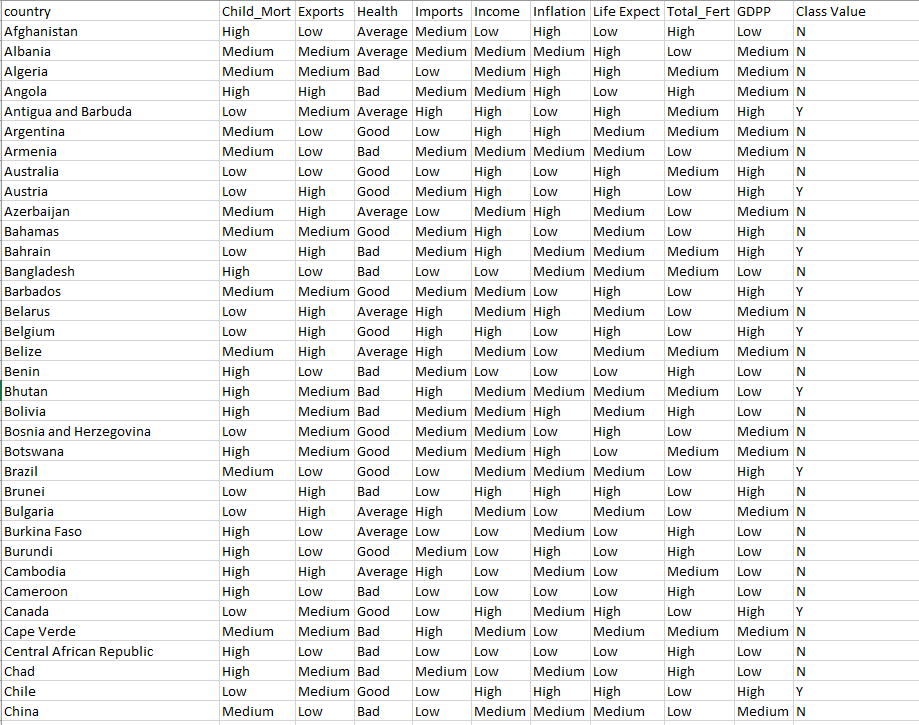 country Child_Mort Exports Health Imports Income Inflation Life Expect Total_Fert GDPP Class Value
Afghanistan High Low Average Medium Low High Low High Low N
Albania Medium Medium Average Medium Medium Medium High Low Medium N
Algeria Medium Medium Bad Low Medium High High Medium Medium N
Angola High High Bad Medium Medium High Low High Medium N
Antigua and Barbuda Low Medium Average High High Low High Medium High Y
Argentina Medium Low Good Low High High Medium Medium Medium N
Armenia Medium Low Bad Medium Medium Medium Medium Low Medium N
Australia Low Low Good Low High Low High Medium High N
Austria Low High Good Medium High Low High Low High Y
Azerbaijan Medium High Average Low Medium High Medium Low Medium N
Bahamas Medium Medium Good Medium High Low Medium Low High N
Bahrain Low High Bad Medium High Medium Medium Medium High Y
Bangladesh High Low Bad Low Low Medium Medium Medium Low N
Barbados Medium Medium Good Medium Medium Low High Low High Y
Belarus Low High Average High Medium High Medium Low Medium N
Belgium Low High Good High High Low High Low High Y
Belize Medium High Average High Medium Low Medium Medium Medium N
Benin High Low Bad Medium Low Low Low High Low N
Bhutan High Medium Bad High Medium Medium Medium Medium Low Y
Bolivia High Medium Bad Medium Medium High Medium High Low N
Bosnia and Herzegovina Low Medium Good Medium Medium Low High Low Medium N
Botswana High Medium Good Medium Medium High Low Medium Medium N
Brazil Medium Low Good Low Medium Medium Medium Low High Y
Brunei Low High Bad Low High High High Low High N
Bulgaria Low High Average High Medium Low Medium Low Medium N
Burkina Faso High Low Average Low Low Medium Low High Low N
Burundi High Low Good Medium Low High Low High Low N
Cambodia High High Average High Low Medium Low Medium Low N
Cameroon High Low Bad Low Low Low Low High Low N
Canada Low Medium Good Low High Medium High Low High Y
Cape Verde Medium Medium Bad High Medium Low Medium Medium Medium N
Central African Republic High Low Bad Low Low Low Low High Low N
Chad High Medium Bad Medium Low Medium Low High Low N
Chile Low Medium Good Low High High High Low High Y
China Medium Low Bad Low Medium Medium Medium Low Medium N